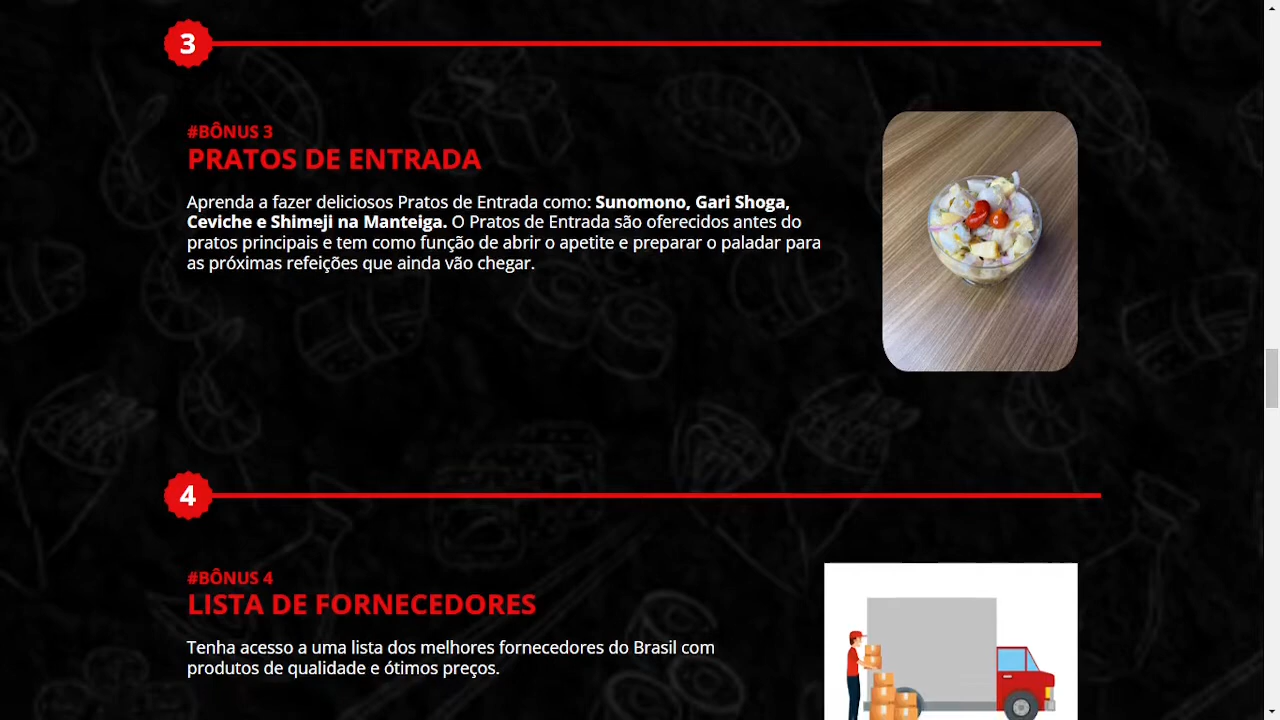 3
#BÔNUS 3
PRATOS DE ENTRADA
Aprenda a fazer deliciosos Pratos de Entrada como: Sunomono, Gari Shoga,
Ceviche e Shimeji na Manteiga. O Pratos de Entrada são oferecidos antes do
pratos principais e tem como função de abrir o apetite e preparar o paladar para
as próximas refeições que ainda vão chegar.
4
#BÔNUS 4
LISTA DE FORNECEDORES
Tenha acesso a uma lista dos melhores fornecedores do Brasil com
produtos de qualidade e ótimos preços.